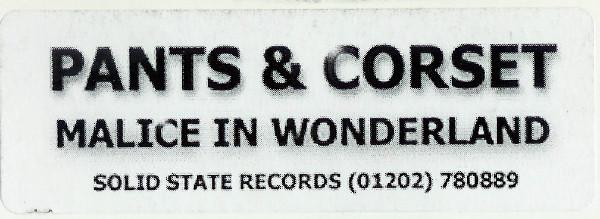 PANTS & CORSET
MALICE IN WONDERLAND
SOLID STATE RECORDS (01202) 780889